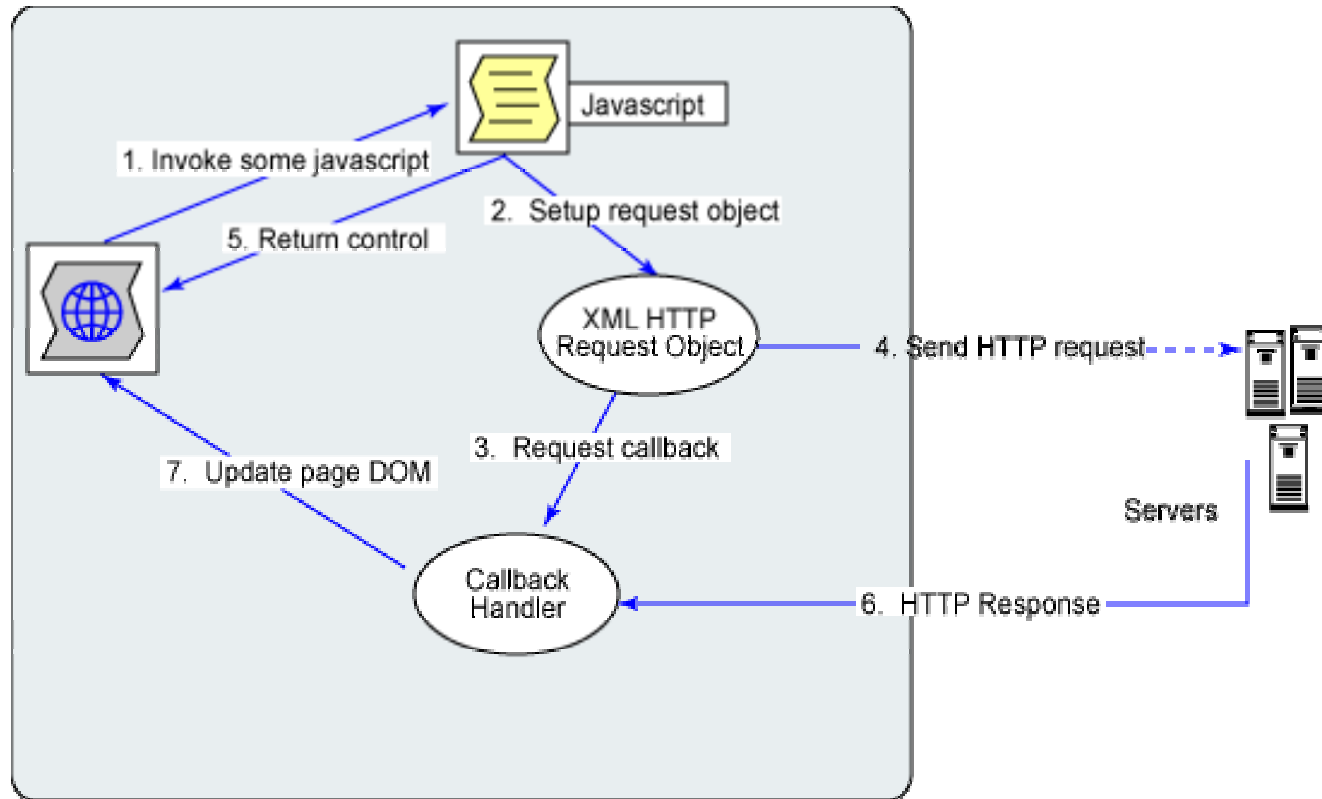 Javascript
1. Invoke some javascript
2. Setup request object
5. Return control
XML HTTP
Request Object
4. Send HTTP request
3. Request callback
7. Update page DOM
Servers
Callback
Handler
6. HTTP Response